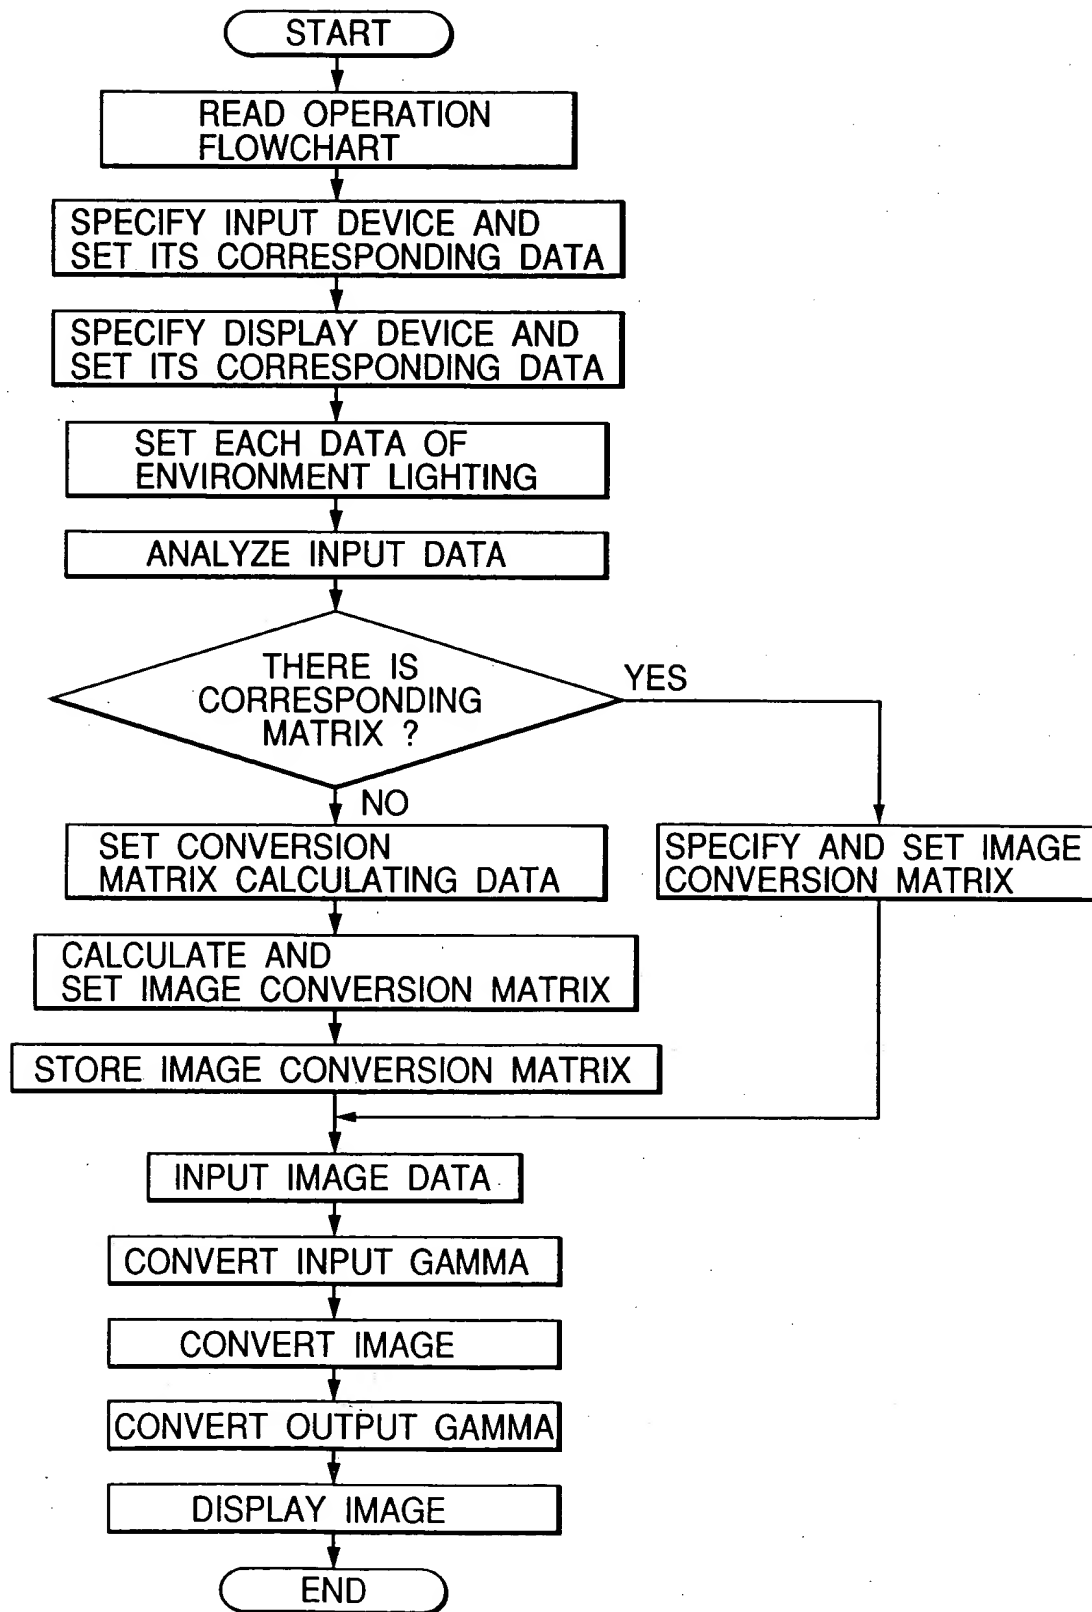 START
READ OPERATION
FLOWCHART
SPECIFY INPUT DEVICE AND
SET ITS CORRESPONDING DATA
SPECIFY DISPLAY DEVICE AND
SET ITS CORRESPONDING DATA
SET EACH DATA OF
ENVIRONMENT LIGHTING
ANALYZE INPUT DATA
THERE IS
CORRESPONDING
MATRIX ?
YES
NO
SET CONVERSION
MATRIX CALCULATING DATA
SPECIFY AND SET IMAGE
CONVERSION MATRIX
CALCULATE AND
SET IMAGE CONVERSION MATRIX
STORE IMAGE CONVERSION MATRIX
INPUT IMAGE DATA
CONVERT INPUT GAMMA
CONVERT IMAGE
CONVERT OUTPUT GAMMA
DISPLAY IMAGE
END